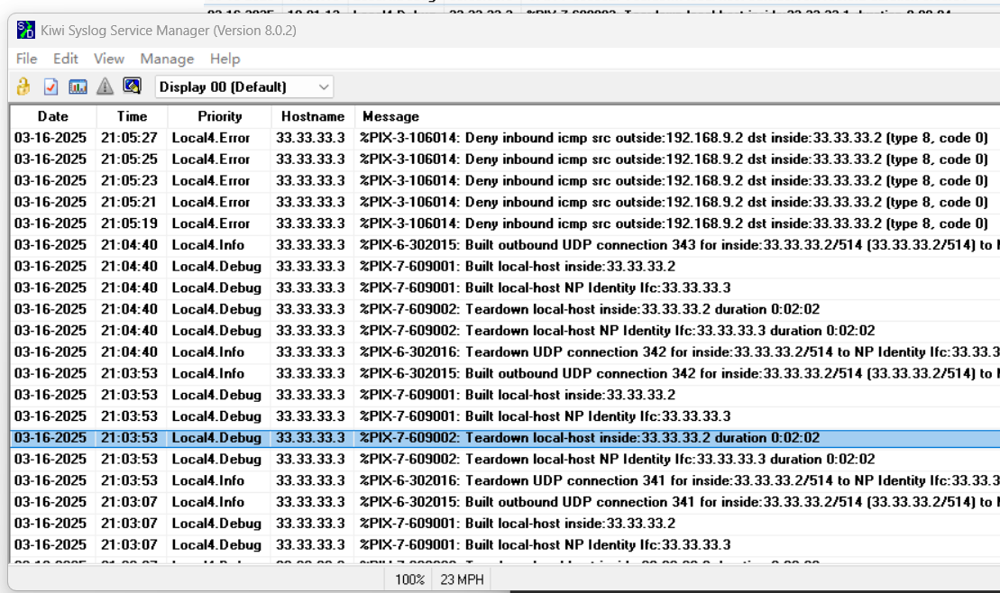 03-16-2025
Kiwi Syslog Service Manager (Version 8.0.2)
File Edit View Manage Help
Display 00 (Default)
Date Time Priority Hostname Message
03-16-2025 21:05:27 Local4.Error 33.33.33.3 %PIX-3-106014: Deny inbound icmp src outside:192.168.9.2 dst inside:33.33.33.2 (type 8, code 0)
03-16-2025 21:05:25 Local4.Error 33.33.33.3 %PIX-3-106014: Deny inbound icmp src outside:192.168.9.2 dst inside:33.33.33.2 (type 8, code 0)
03-16-2025 21:05:23 Local4.Error 33.33.33.3 %PIX-3-106014: Deny inbound icmp src outside:192.168.9.2 dst inside:33.33.33.2 (type 8, code 0)
03-16-2025 21:05:21 Local4.Error 33.33.33.3 %PIX-3-106014: Deny inbound icmp src outside:192.168.9.2 dst inside:33.33.33.2 (type 8, code 0)
03-16-2025 21:05:19 Local4.Error 33.33.33.3 %PIX-3-106014: Deny inbound icmp src outside:192.168.9.2 dst inside:33.33.33.2 (type 8, code 0)
03-16-2025 21:04:40 Local4.Info 33.33.33.3 %PIX-6-302015: Built outbound UDP connection 343 for inside:33.33.33.2/514 (33.33.33.2/514) to
03-16-2025 21:04:40 Local4.Debug 33.33.33.3 %PIX-7-609001: Built local-host inside:33.33.33.2
03-16-2025 21:04:40 Local4.Debug 33.33.33.3 %PIX-7-609001: Built local-host NP Identity Ifc:33.33.33.3
03-16-2025 21:04:40 Local4.Debug 33.33.33.3 %PIX-7-609002: Teardown local-host inside:33.33.33.2 duration 0:02:02
03-16-2025 21:04:40 Local4.Debug 33.33.33.3 %PIX-7-609002: Teardown local-host NP Identity Ifc:33.33.33.3 duration 0:02:02
03-16-2025 21:04:40 Local4.Info 33.33.33.3 %PIX-6-302016: Teardown UDP connection 342 for inside:33.33.33.2/514 to NP Identity Ifc:33.33.3
03-16-2025 21:03:53 Local4.Info 33.33.33.3 %PIX-6-302015: Built outbound UDP connection 342 for inside:33.33.33.2/514 (33.33.33.2/514) to
03-16-2025 21:03:53 Local4.Debug 33.33.33.3 %PIX-7-609001: Built local-host inside:33.33.33.2
03-16-2025 21:03:53 Local4.Debug 33.33.33.3 %PIX-7-609001: Built local-host NP Identity Ifc:33.33.33.3
03-16-2025 21:03:53 Local4.Debug 33.33.33.3 %PIX-7-609002: Teardown local-host inside:33.33.33.2 duration 0:02:02
03-16-2025 21:03:53 Local4.Debug 33.33.33.3 %PIX-7-609002: Teardown local-host NP Identity Ifc:33.33.33.3 duration 0:02:02
03-16-2025 21:03:53 Local4.Info 33.33.33.3 %PIX-6-302016: Teardown UDP connection 341 for inside:33.33.33.2/514 to NP Identity Ifc:33.33.3
03-16-2025 21:03:07 Local4.Info 33.33.33.3 %PIX-6-302015: Built outbound UDP connection 341 for inside:33.33.33.2/514 (33.33.33.2/514) to
03-16-2025 21:03:07 Local4.Debug 33.33.33.3 %PIX-7-609001: Built local-host inside:33.33.33.2
03-16-2025 21:03:07 Local4.Debug 33.33.33.3 %PIX-7-609001: Built local-host NP Identity Ifc:33.33.33.3
100% 23 MPH